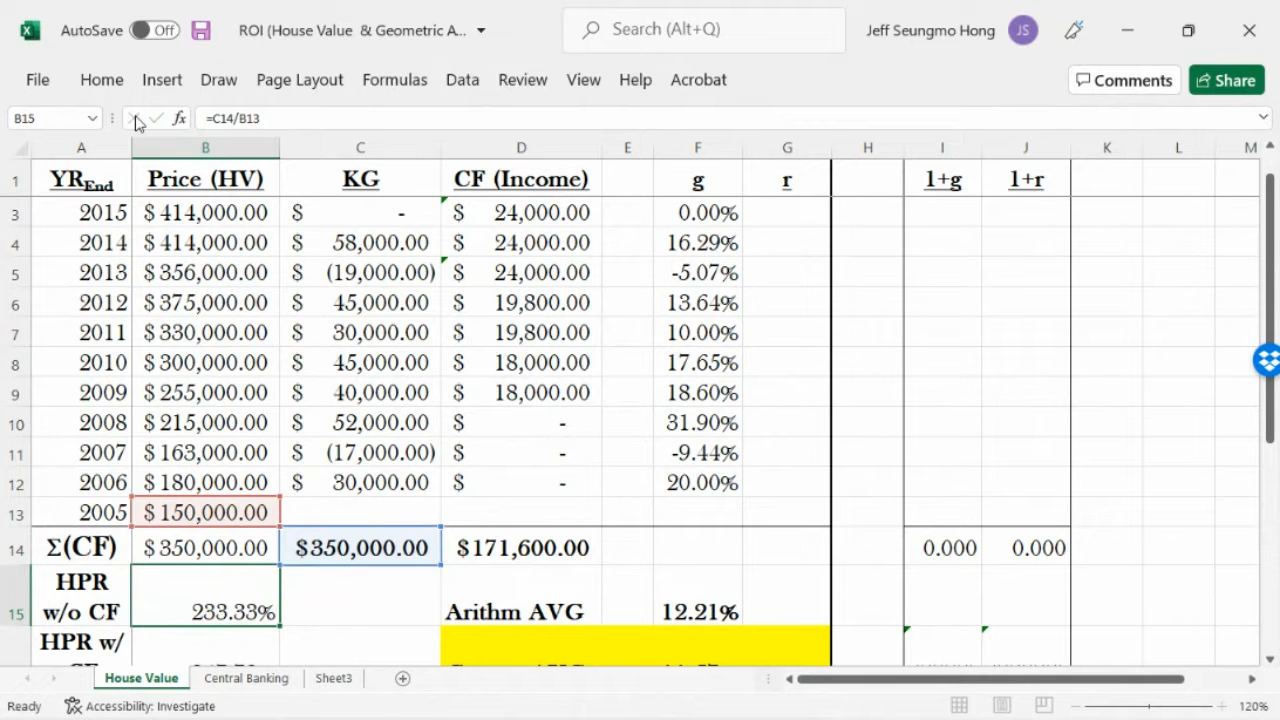 AutoSave Off ROI (House Value & Geometric A... Search (Alt+Q) Jeff Seungmo Hong JS
File Home Insert Draw Page Layout Formulas Data Review View Help Acrobat Comments Share
B15 fx =C14/B13
A B C D E F G H I J K L M
1 YREnd Price (HV) KG CF (Income) g r 1+g 1+r
3 2015 $ 414,000.00 $ - $ 24,000.00 0.00%
4 2014 $ 414,000.00 $ 58,000.00 $ 24,000.00 16.29%
5 2013 $ 356,000.00 $ (19,000.00) $ 24,000.00 -5.07%
6 2012 $ 375,000.00 $ 45,000.00 $ 19,800.00 13.64%
7 2011 $ 330,000.00 $ 30,000.00 $ 19,800.00 10.00%
8 2010 $ 300,000.00 $ 45,000.00 $ 18,000.00 17.65%
9 2009 $ 255,000.00 $ 40,000.00 $ 18,000.00 18.60%
10 2008 $ 215,000.00 $ 52,000.00 $ - 31.90%
11 2007 $ 163,000.00 $ (17,000.00) $ - -9.44%
12 2006 $ 180,000.00 $ 30,000.00 $ - 20.00%
13 2005 $ 150,000.00
14 Σ(CF) $ 350,000.00 $350,000.00 $171,600.00 0.000 0.000
HPR
15 w/o CF 233.33% Arithm AVG 12.21%
HPR w/
House Value Central Banking Sheet3
Ready Accessibility: Investigate 120%